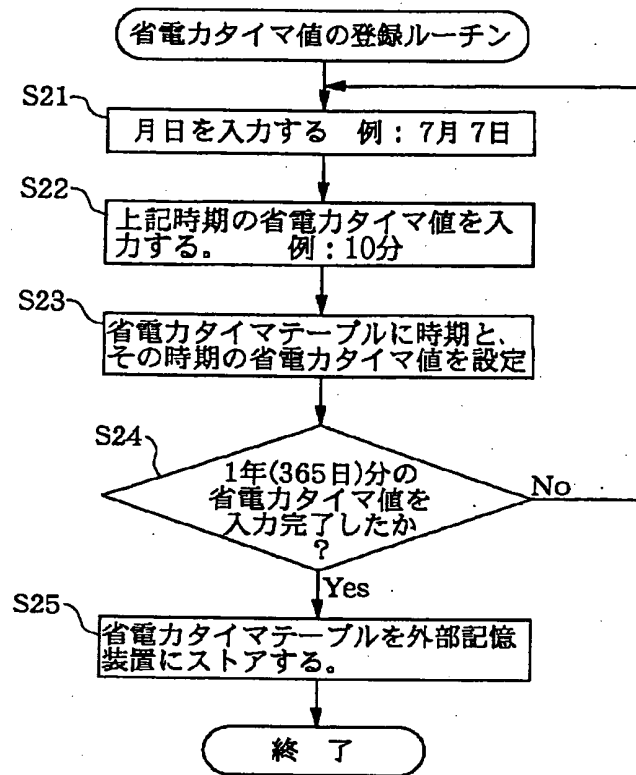 省電力タイマ値の登録ルーチン
S21
月日を入力する 例：7月7日
S22
上記時期の省電力タイマ値を入
力する。 例：10分
S23
省電力タイマテーブルに時期と、
その時期の省電力タイマ値を設定
S24
1年(365日)分の
省電力タイマ値を
入力完了したか
?
No
Yes
S25
省電力タイマテーブルを外部記憶
装置にストアする。
終 了